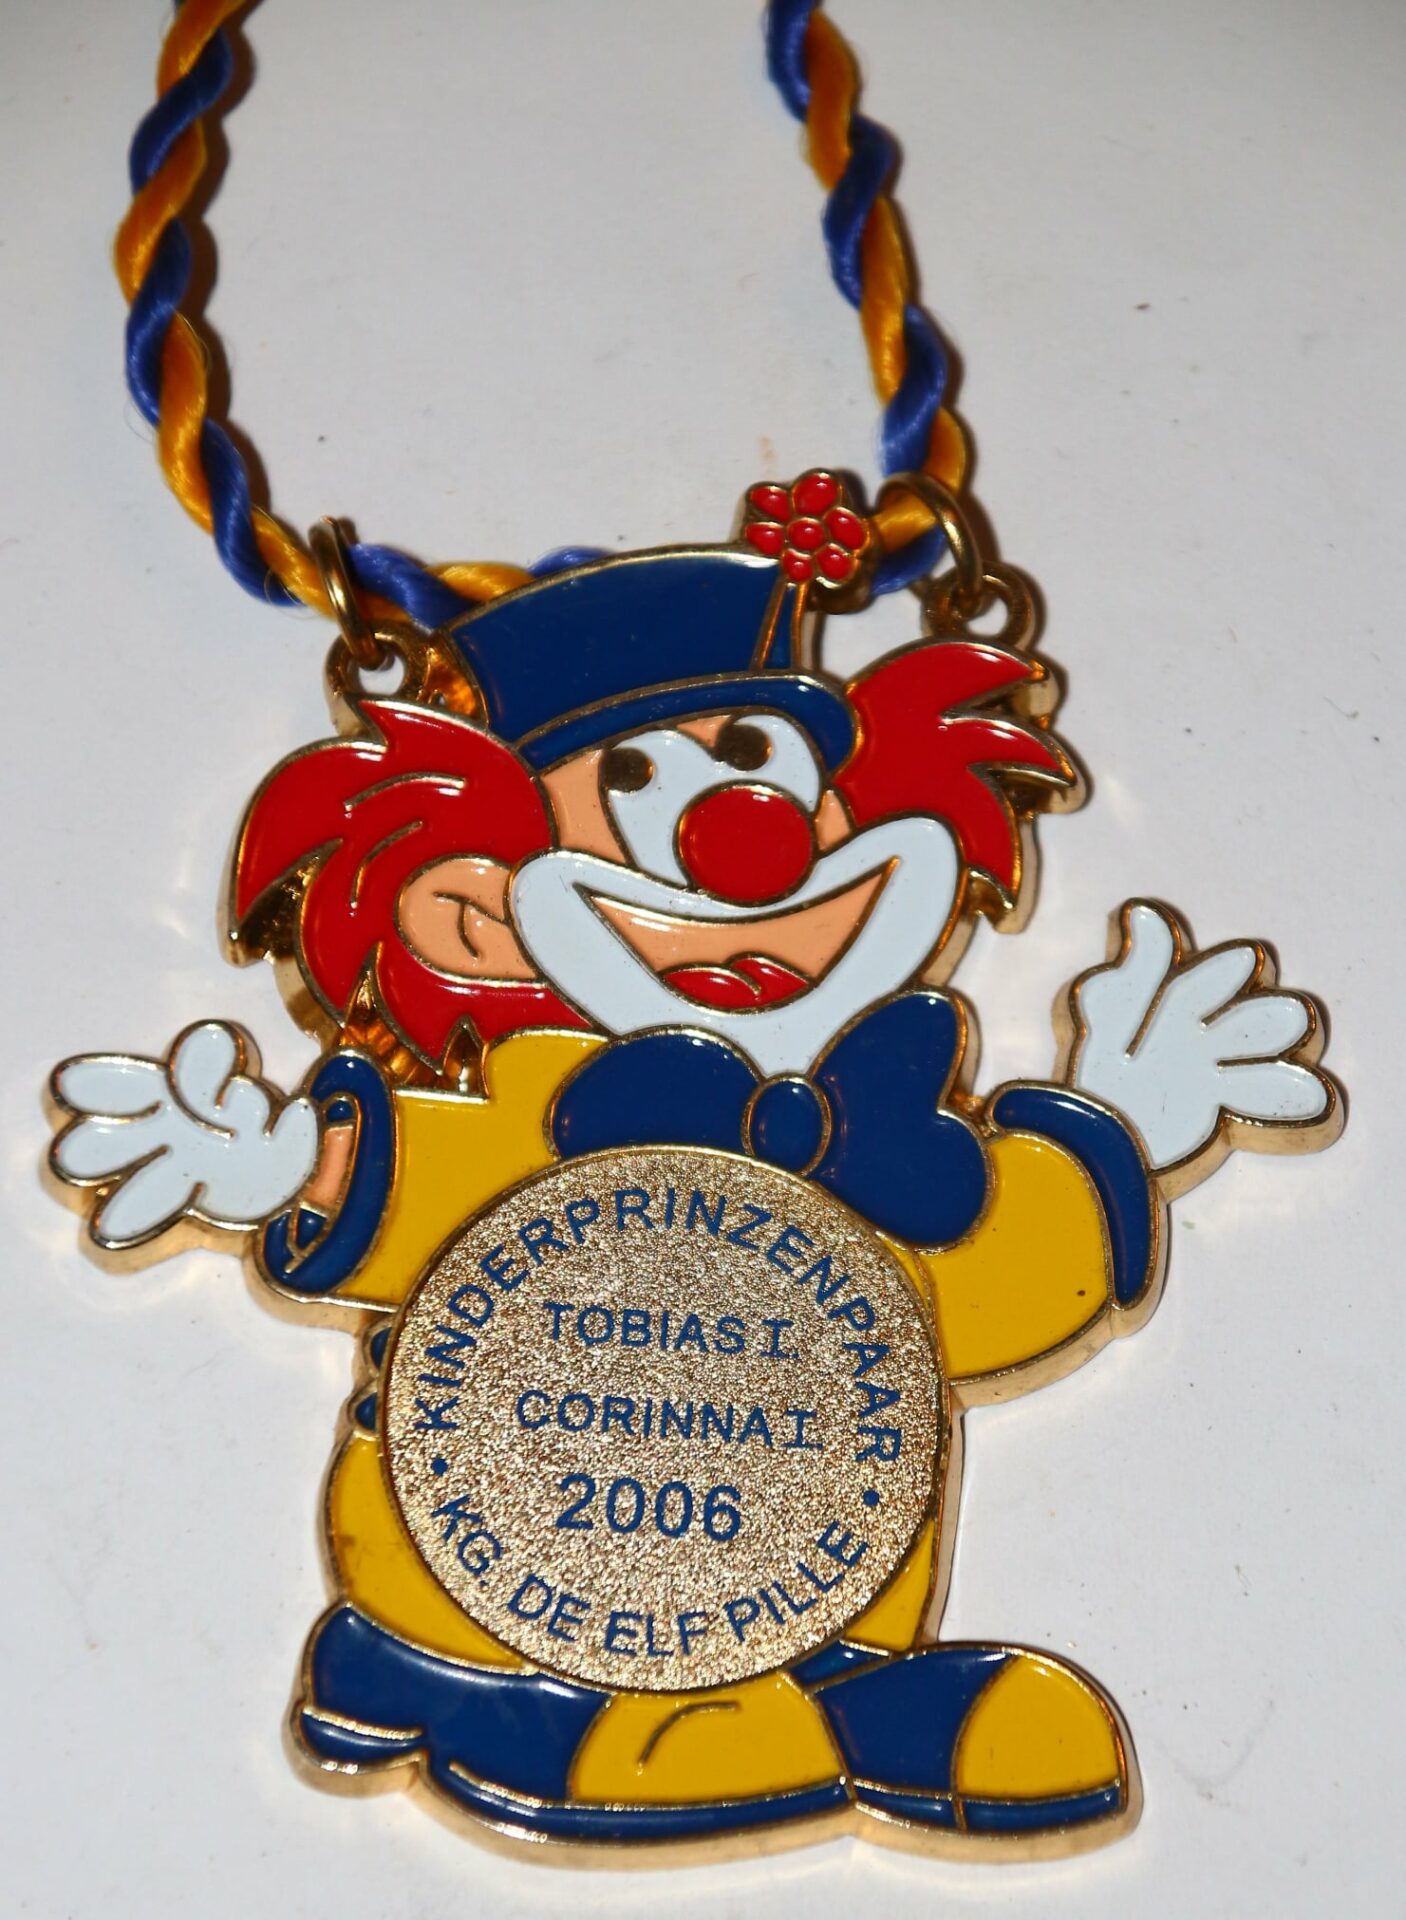 KINDERPRINZENPAAR
TOBIAS I.
CORINNA I.
2006
• KG. DE ELF PILLE •